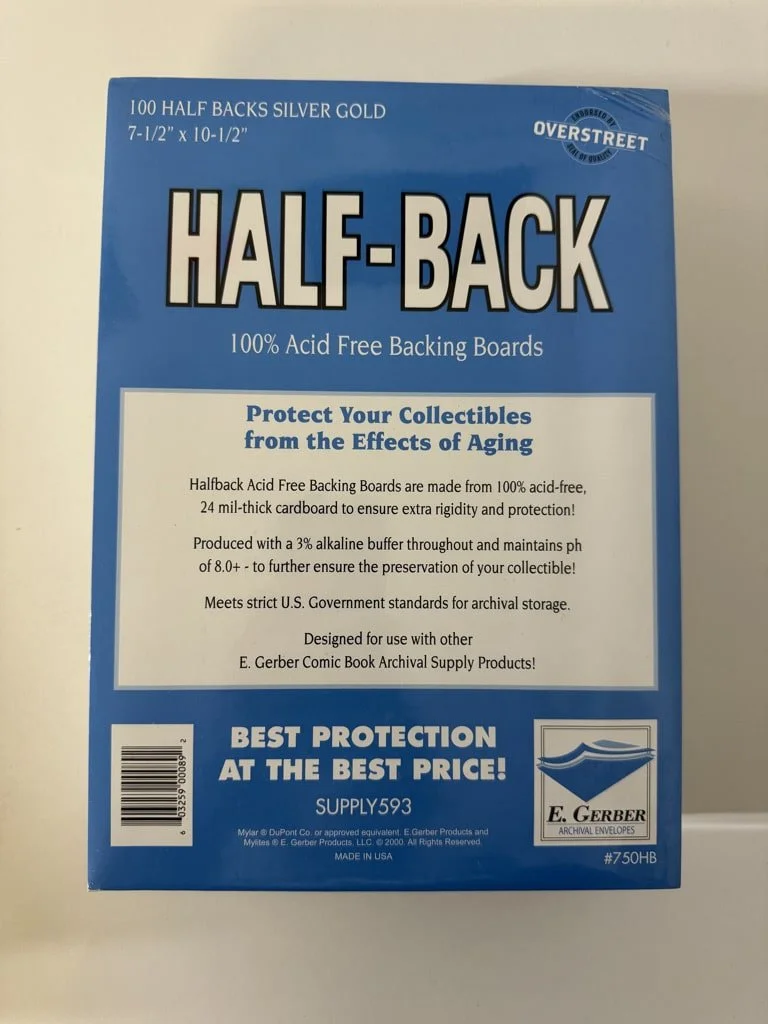 100 HALF BACKS SILVER GOLD
7-1/2" x 10-1/2"
ENDORSED BY
OVERSTREET
SEAL OF QUALITY
HALF-BACK
100% Acid Free Backing Boards
Protect Your Collectibles
from the Effects of Aging
Halfback Acid Free Backing Boards are made from 100% acid-free,
24 mil-thick cardboard to ensure extra rigidity and protection!
Produced with a 3% alkaline buffer throughout and maintains ph
of 8.0+ - to further ensure the preservation of your collectible!
Meets strict U.S. Government standards for archival storage.
Designed for use with other
E. Gerber Comic Book Archival Supply Products!
6 03259 00089 2
BEST PROTECTION
AT THE BEST PRICE!
SUPPLY593
Mylar ® DuPont Co. or approved equivalent. E.Gerber Products and
Mylites ® E. Gerber Products, LLC. © 2000. All Rights Reserved.
MADE IN USA
E. GERBER
ARCHIVAL ENVELOPES
#750HB